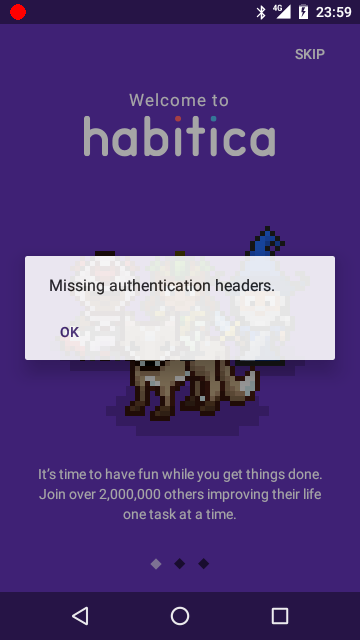 4G 23:59
SKIP
Welcome to
habitica
Missing authentication headers.
OK
It's time to have fun while you get things done.
Join over 2,000,000 others improving their life
one task at a time.